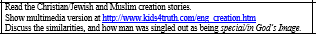 Read the Christian/Jewish and Muslim creation stories.
Show multimedia version at http://www.kids4truth.com/eng_creation.htm
Discuss the similarities, and how man was singled out as being special/in God's Image.